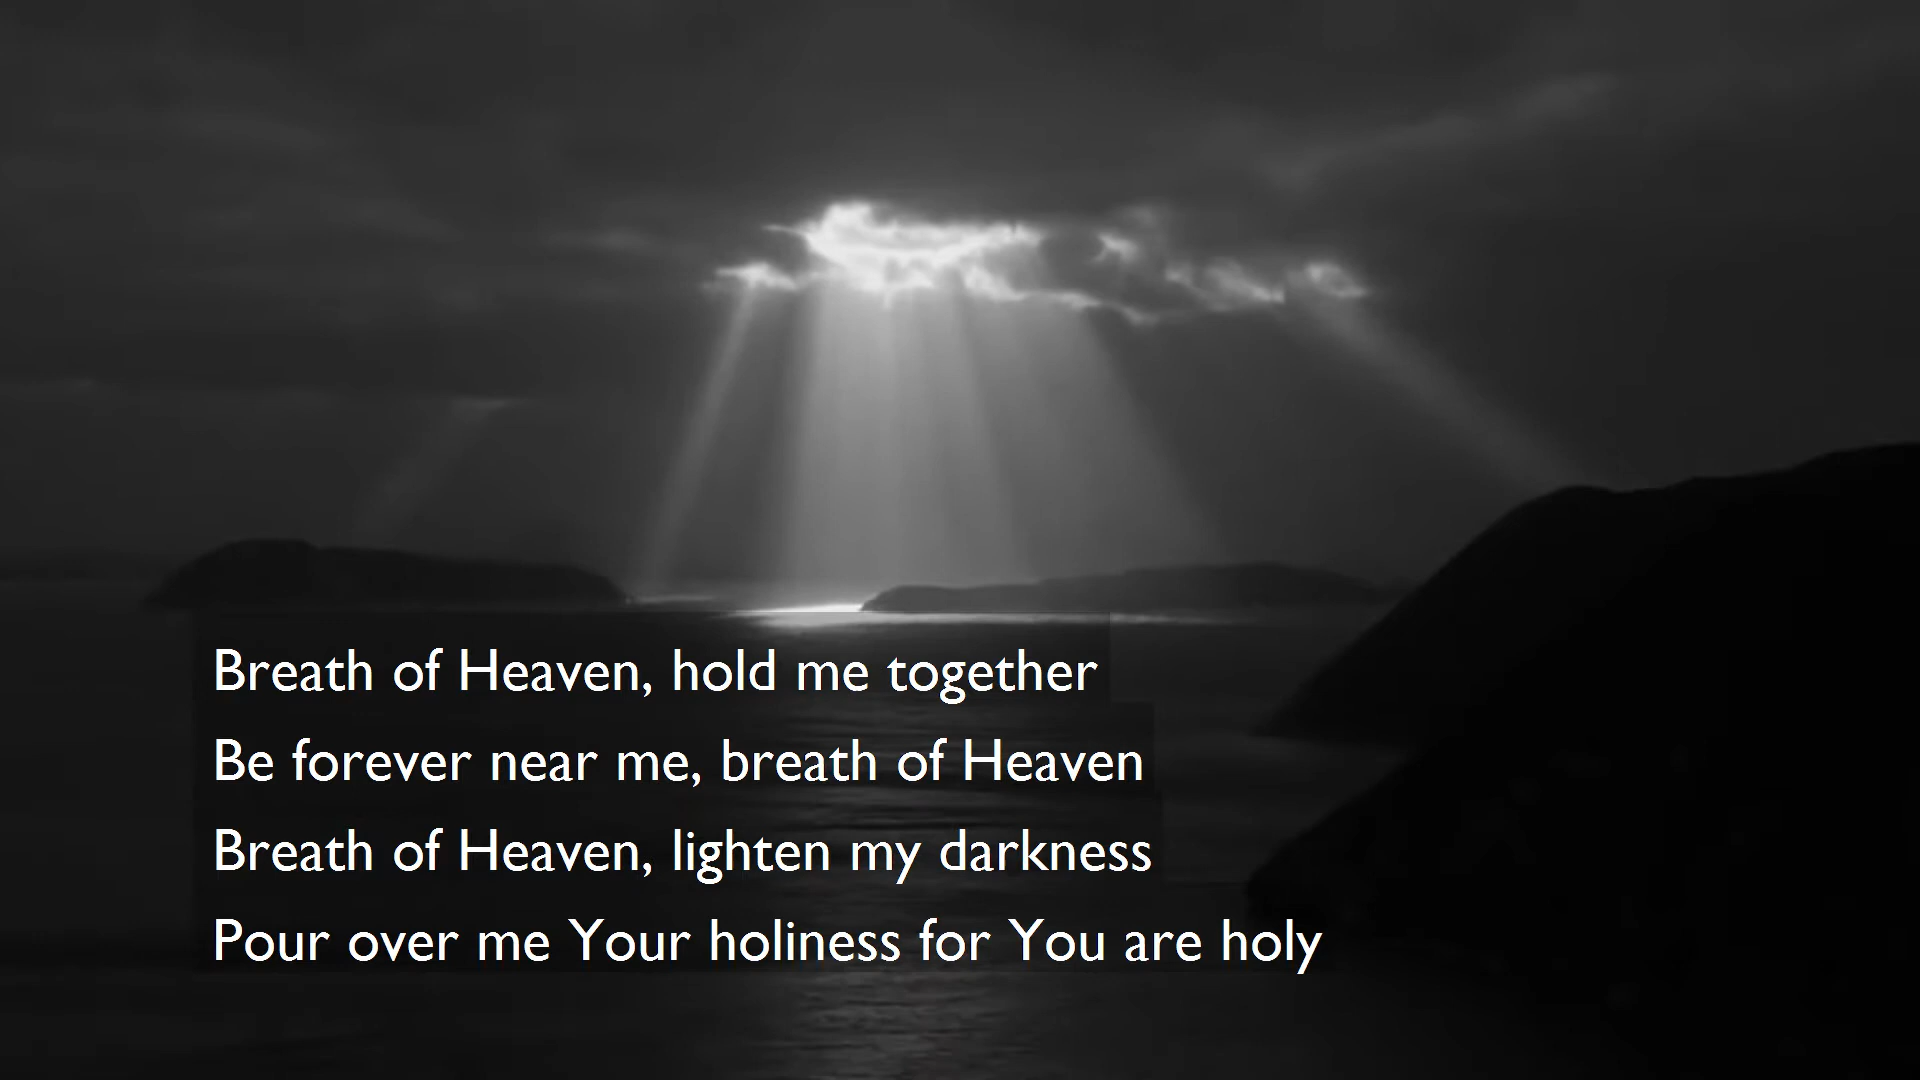 Breath of Heaven, hold me together
Be forever near me, breath of Heaven
Breath of Heaven, lighten my darkness
Pour over me Your holiness for You are holy